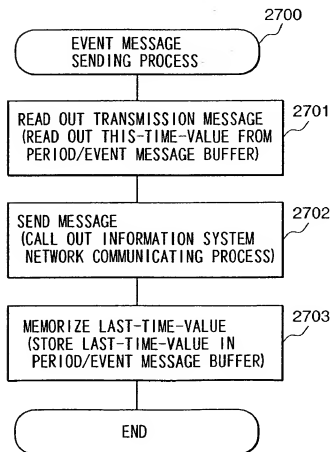 2700
EVENT MESSAGE
SENDING PROCESS
2701
READ OUT TRANSMISSION MESSAGE
(READ OUT THIS-TIME-VALUE FROM
PERIOD/EVENT MESSAGE BUFFER)
2702
SEND MESSAGE
(CALL OUT INFORMATION SYSTEM
NETWORK COMMUNICATING PROCESS)
2703
MEMORIZE LAST-TIME-VALUE
(STORE LAST-TIME-VALUE IN
PERIOD/EVENT MESSAGE BUFFER)
END